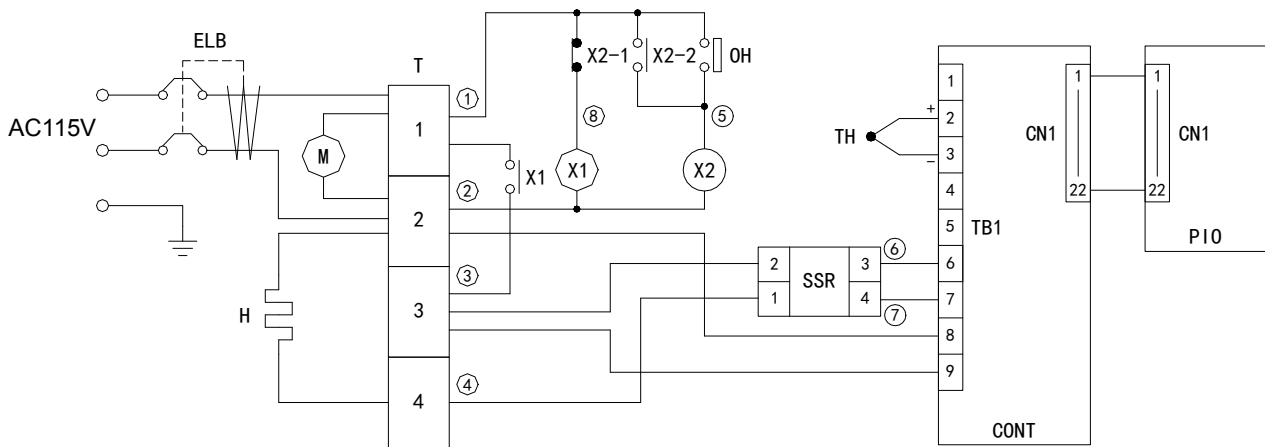 ELB
T
①
X2-1
X2-2
OH
1
1
1
AC115V
M
1
⑧
⑤
2
TH
+
−
3
CN1
CN1
X1
X1
X2
②
4
22
22
2
5
TB1
PIO
⑥
2
3
SSR
6
③
H
1
4
7
3
⑦
8
9
④
4
CONT